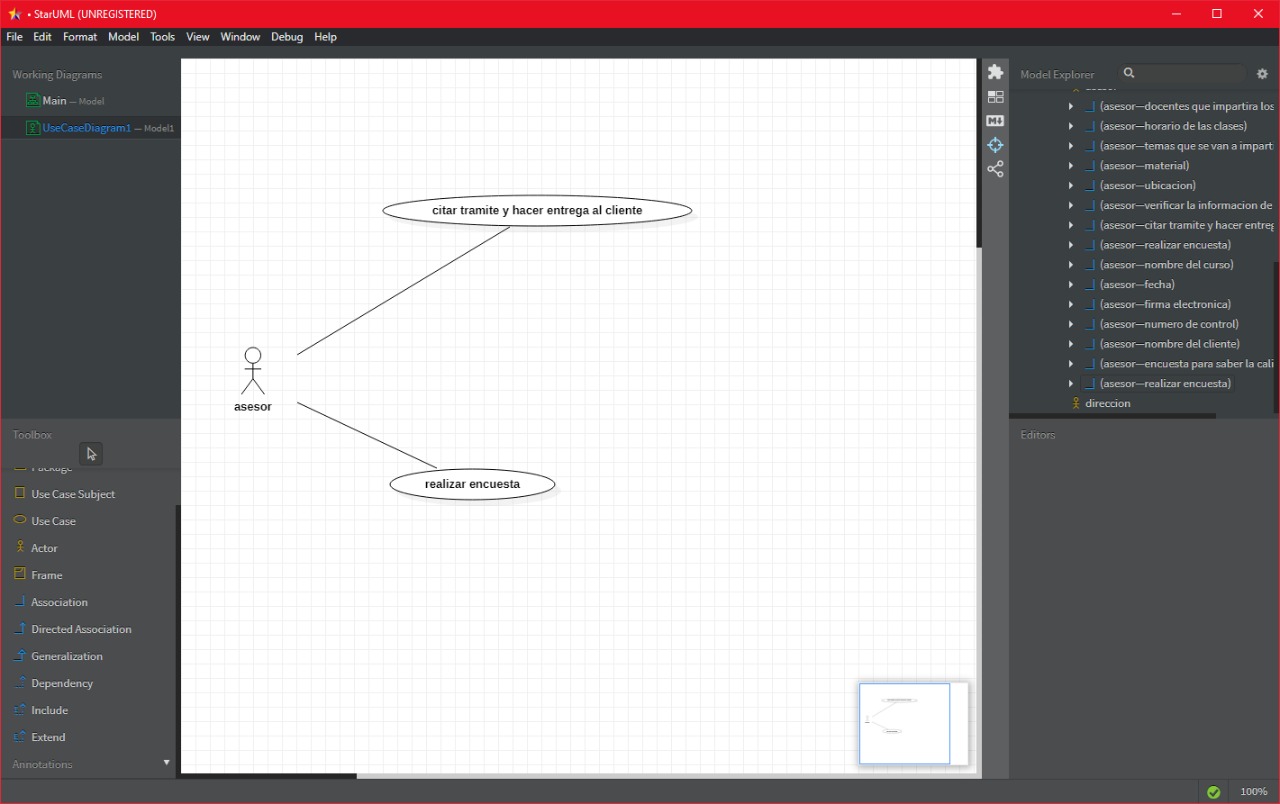 • StarUML (UNREGISTERED)
File Edit Format Model Tools View Window Debug Help
Working Diagrams
Main — Model
UseCaseDiagram1 — Model1
Toolbox
Package
Use Case Subject
Use Case
Actor
Frame
Association
Directed Association
Generalization
Dependency
Include
Extend
Annotations
citar tramite y hacer entrega al cliente
asesor
realizar encuesta
Model Explorer
(asesor—docentes que impartira los
(asesor—horario de las clases)
(asesor—temas que se van a imparti
(asesor—material)
(asesor—ubicacion)
(asesor—verificar la informacion de
(asesor—citar tramite y hacer entreg
(asesor—realizar encuesta)
(asesor—nombre del curso)
(asesor—fecha)
(asesor—firma electronica)
(asesor—numero de control)
(asesor—nombre del cliente)
(asesor—encuesta para saber la cali
(asesor—realizar encuesta)
direccion
Editors
100%